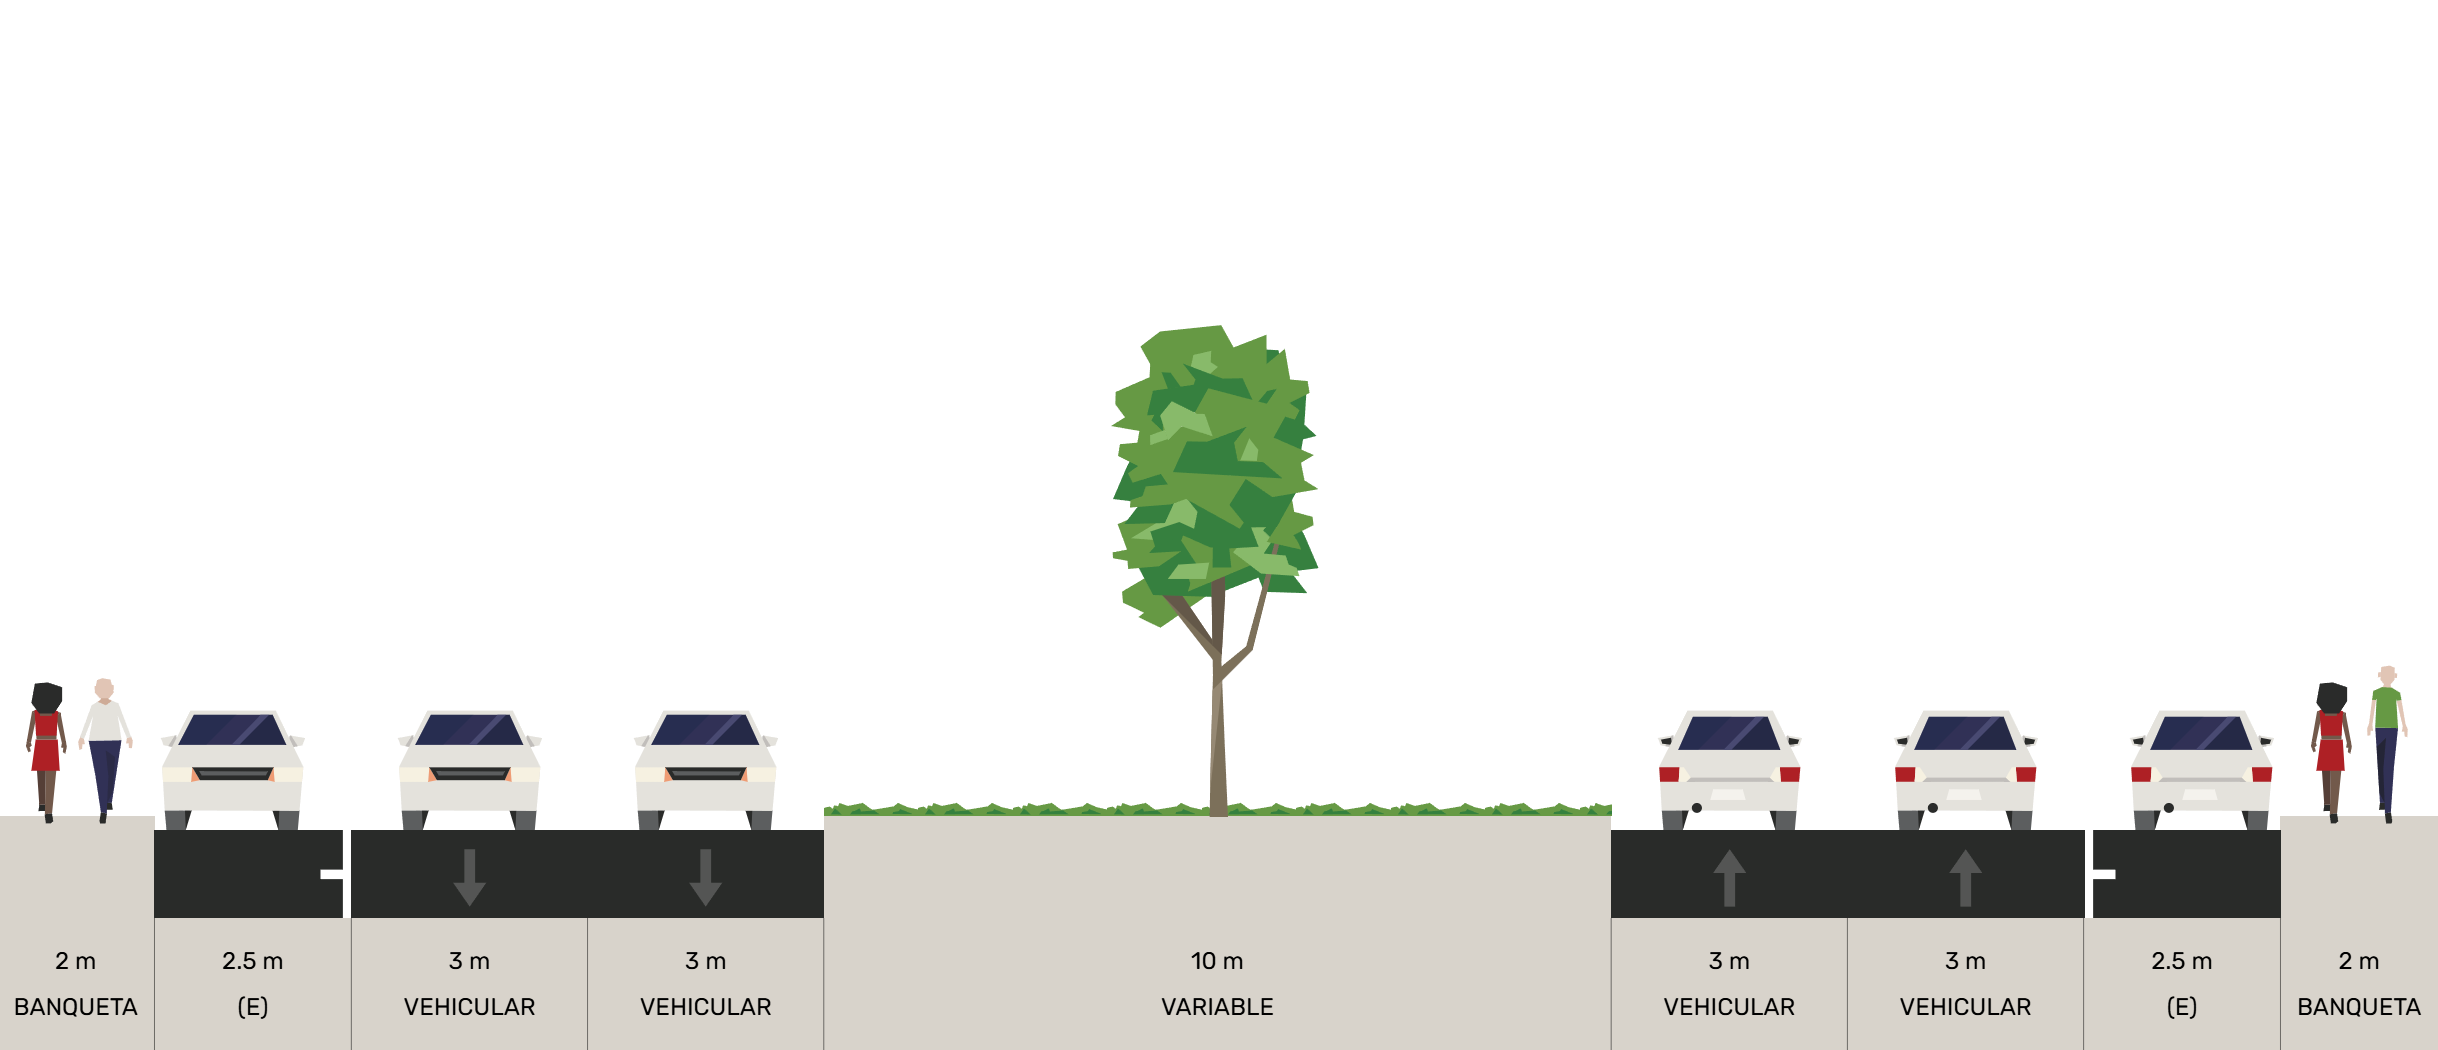 2 m
BANQUETA
2.5 m
(E)
3 m
VEHICULAR
3 m
VEHICULAR
10 m
VARIABLE
3 m
VEHICULAR
3 m
VEHICULAR
2.5 m
(E)
2 m
BANQUETA